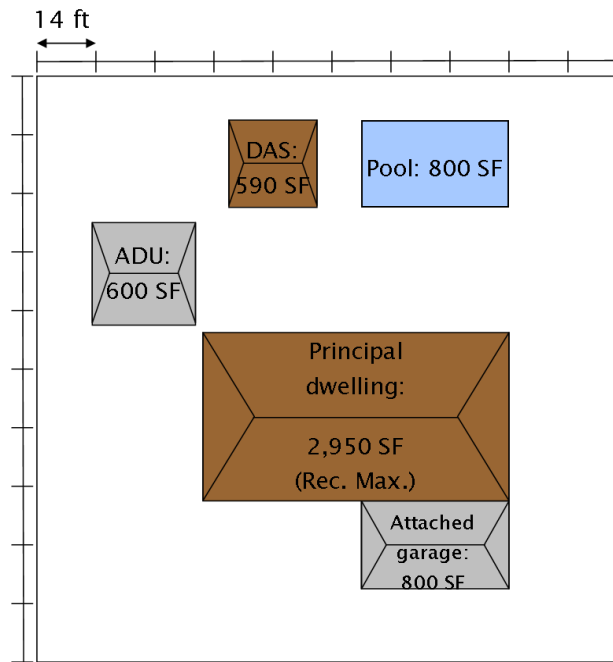 14 ft
DAS:
590 SF
Pool: 800 SF
ADU:
600 SF
Principal
dwelling:
2,950 SF
(Rec. Max.)
Attached
garage:
800 SF